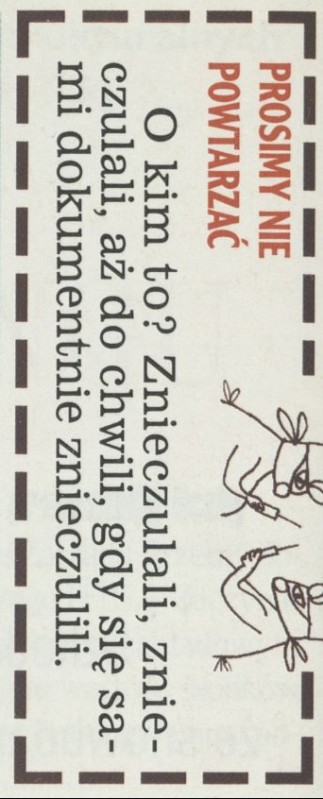 PROSIMY NIE
POWTARZAĆ
O kim to? Znieczulali, znie-
czulali, aż do chwili, gdy się sa-
mi dokumentnie znieczulili.